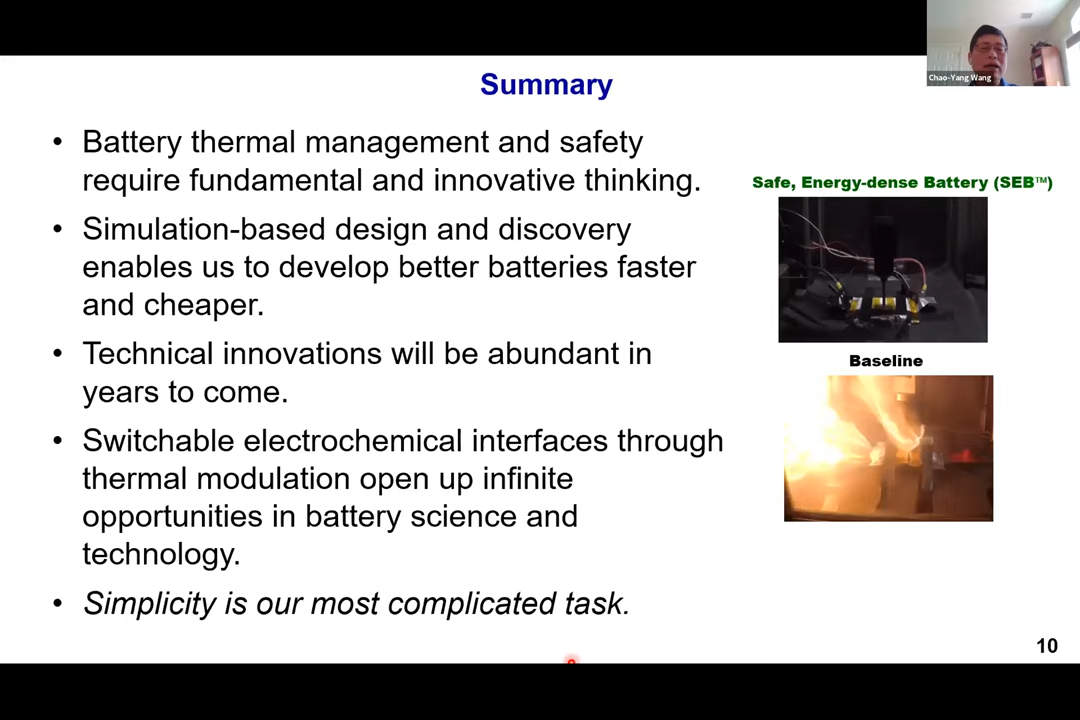 Summary
Chao-Yang Wang
• Battery thermal management and safety
require fundamental and innovative thinking.
• Simulation-based design and discovery
enables us to develop better batteries faster
and cheaper.
• Technical innovations will be abundant in
years to come.
• Switchable electrochemical interfaces through
thermal modulation open up infinite
opportunities in battery science and
technology.
• Simplicity is our most complicated task.
Safe, Energy-dense Battery (SEB™)
Baseline
10